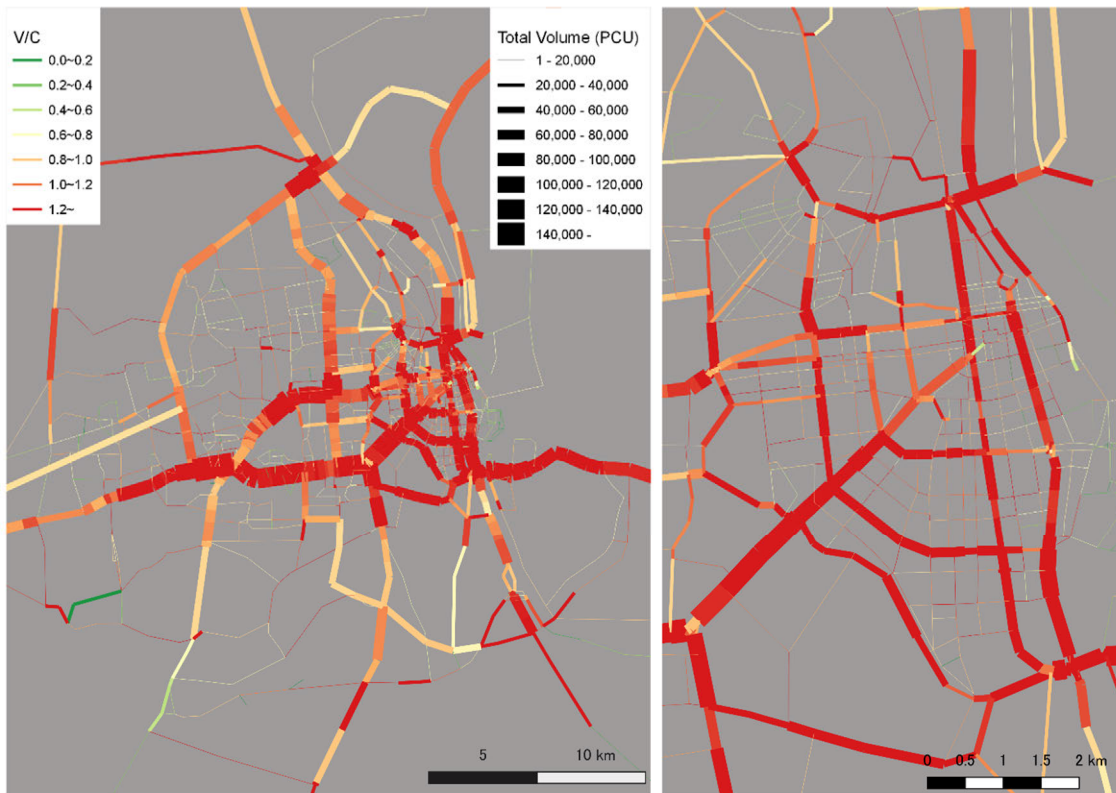 V/C
0.0~0.2
0.2~0.4
0.4~0.6
0.6~0.8
0.8~1.0
1.0~1.2
1.2~
Total Volume (PCU)
1 - 20,000
20,000 - 40,000
40,000 - 60,000
60,000 - 80,000
80,000 - 100,000
100,000 - 120,000
120,000 - 140,000
140,000 -
5 10 km
0 0.5 1 1.5 2 km